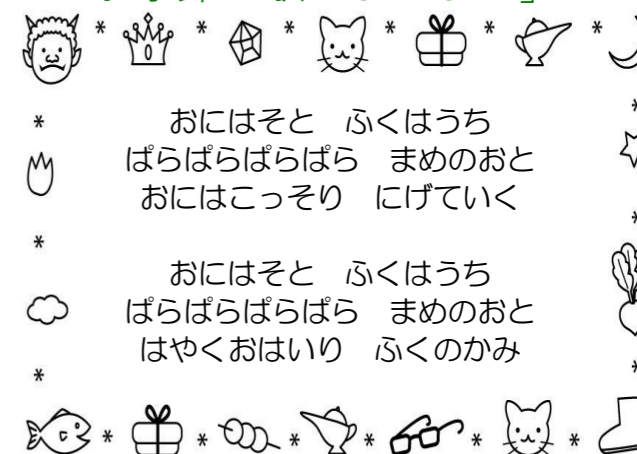 おにはそと　ふくはうち
ぱらぱらぱらぱら　まめのおと
おにはこっそり　にげていく
おにはそと　ふくはうち
ぱらぱらぱらぱら　まめのおと
はやくおはいり　ふくのかみ